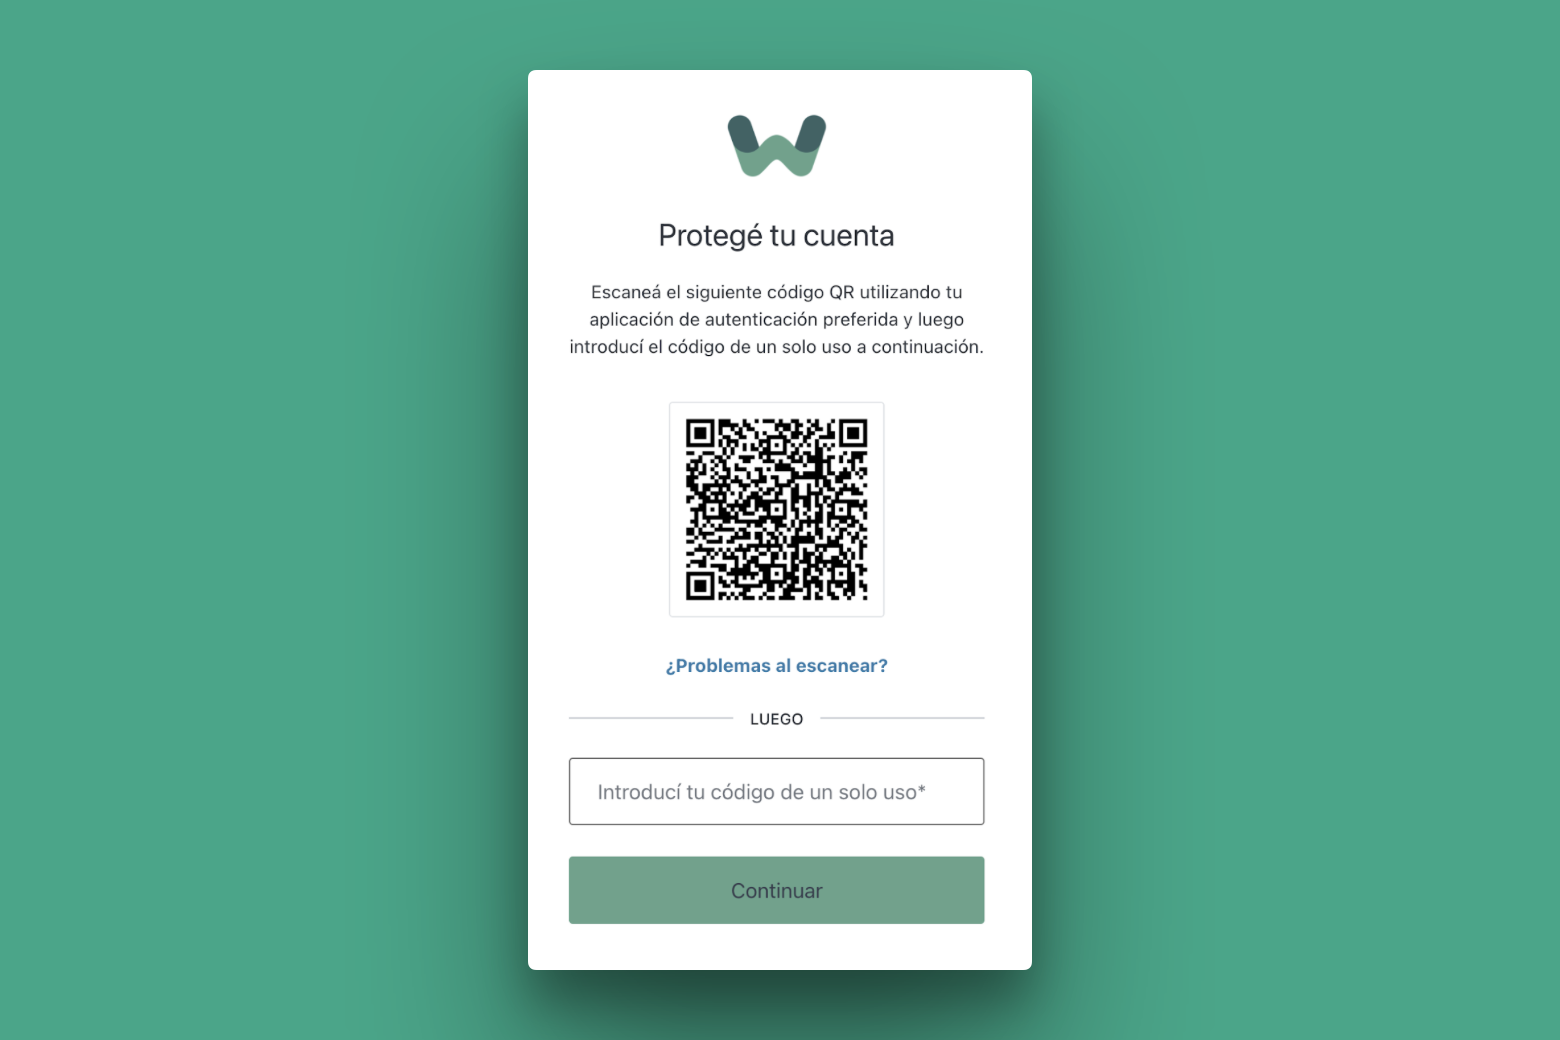 Protegé tu cuenta
Escaneá el siguiente código QR utilizando tu
aplicación de autenticación preferida y luego
introducí el código de un solo uso a continuación.
¿Problemas al escanear?
LUEGO
Introducí tu código de un solo uso*
Continuar